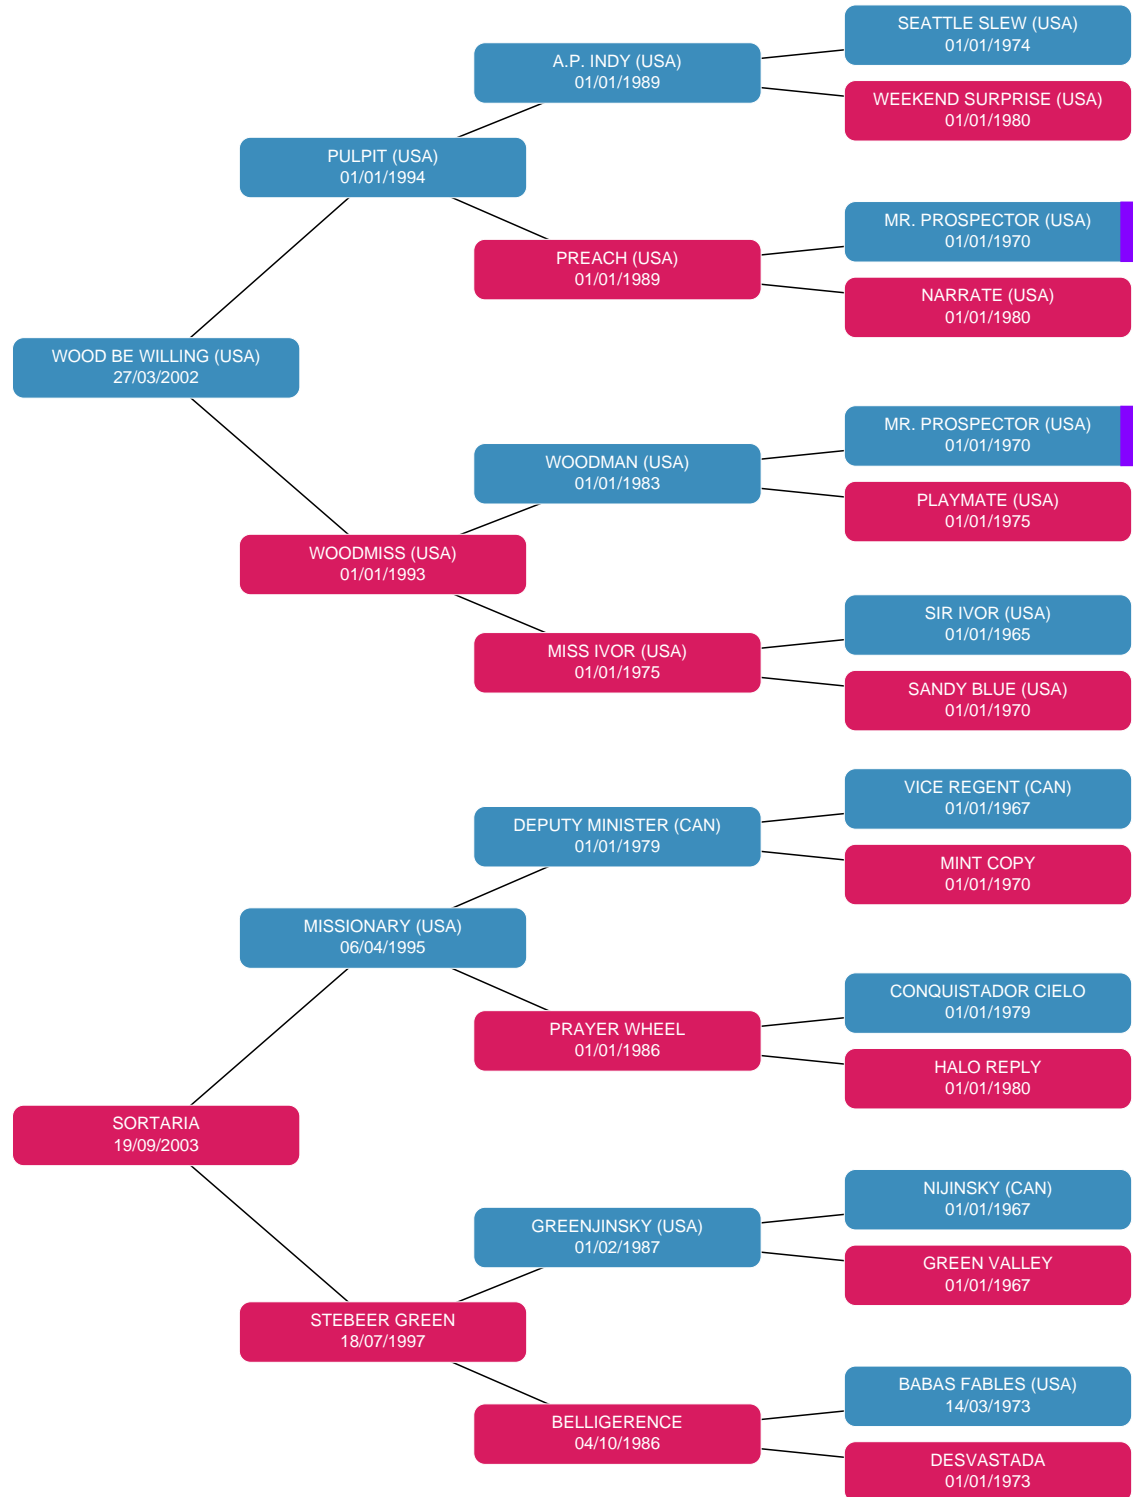 SEATTLE SLEW (USA)
01/01/1974
A.P. INDY (USA)
01/01/1989
WEEKEND SURPRISE (USA)
01/01/1980
PULPIT (USA)
01/01/1994
MR. PROSPECTOR (USA)
01/01/1970
PREACH (USA)
01/01/1989
NARRATE (USA)
01/01/1980
WOOD BE WILLING (USA)
27/03/2002
MR. PROSPECTOR (USA)
01/01/1970
WOODMAN (USA)
01/01/1983
PLAYMATE (USA)
01/01/1975
WOODMISS (USA)
01/01/1993
SIR IVOR (USA)
01/01/1965
MISS IVOR (USA)
01/01/1975
SANDY BLUE (USA)
01/01/1970
VICE REGENT (CAN)
01/01/1967
DEPUTY MINISTER (CAN)
01/01/1979
MINT COPY
01/01/1970
MISSIONARY (USA)
06/04/1995
CONQUISTADOR CIELO
01/01/1979
PRAYER WHEEL
01/01/1986
HALO REPLY
01/01/1980
SORTARIA
19/09/2003
NIJINSKY (CAN)
01/01/1967
GREENJINSKY (USA)
01/02/1987
GREEN VALLEY
01/01/1967
STEBEER GREEN
18/07/1997
BABAS FABLES (USA)
14/03/1973
BELLIGERENCE
04/10/1986
DESVASTADA
01/01/1973